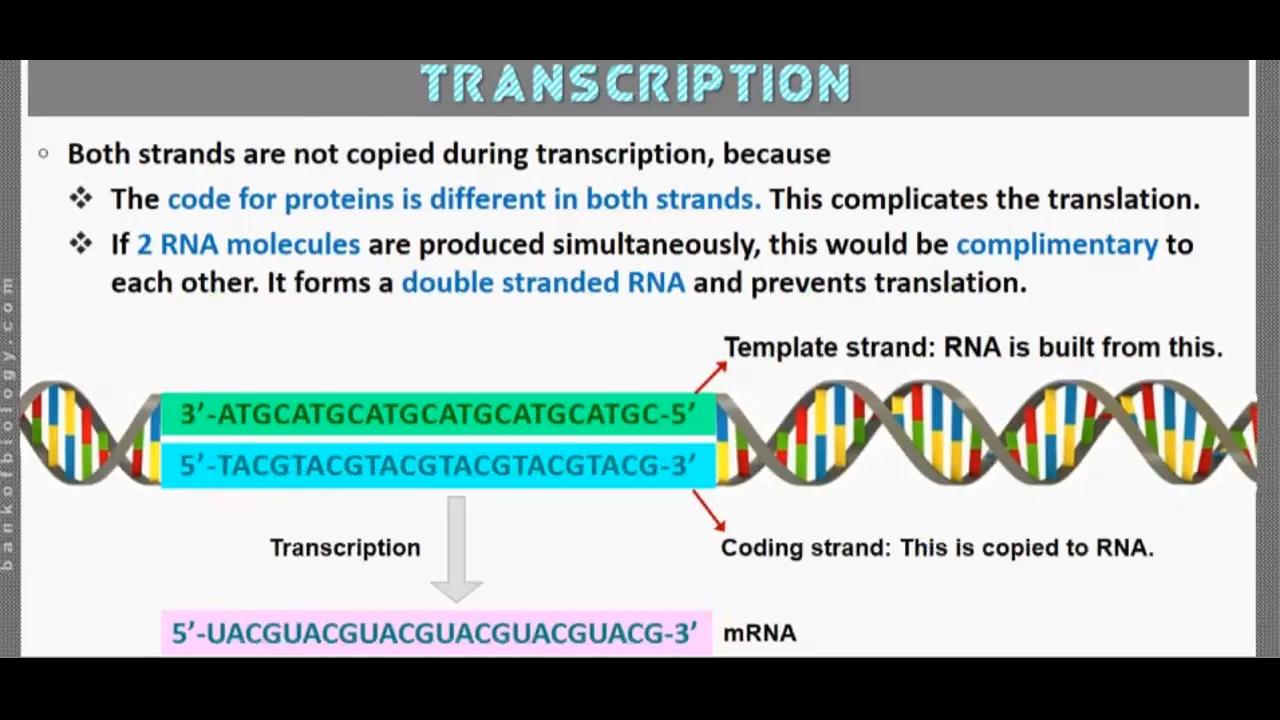 TRANSCRIPTION
○ Both strands are not copied during transcription, because
❖ The code for proteins is different in both strands. This complicates the translation.
❖ If 2 RNA molecules are produced simultaneously, this would be complimentary to
each other. It forms a double stranded RNA and prevents translation.
Template strand: RNA is built from this.
3’-ATGCATGCATGCATGCATGCATGC-5’
5’-TACGTACGTACGTACGTACGTACG-3’
Transcription
Coding strand: This is copied to RNA.
5’-UACGUACGUACGUACGUACGUACG-3’
mRNA
bankofbiology.com